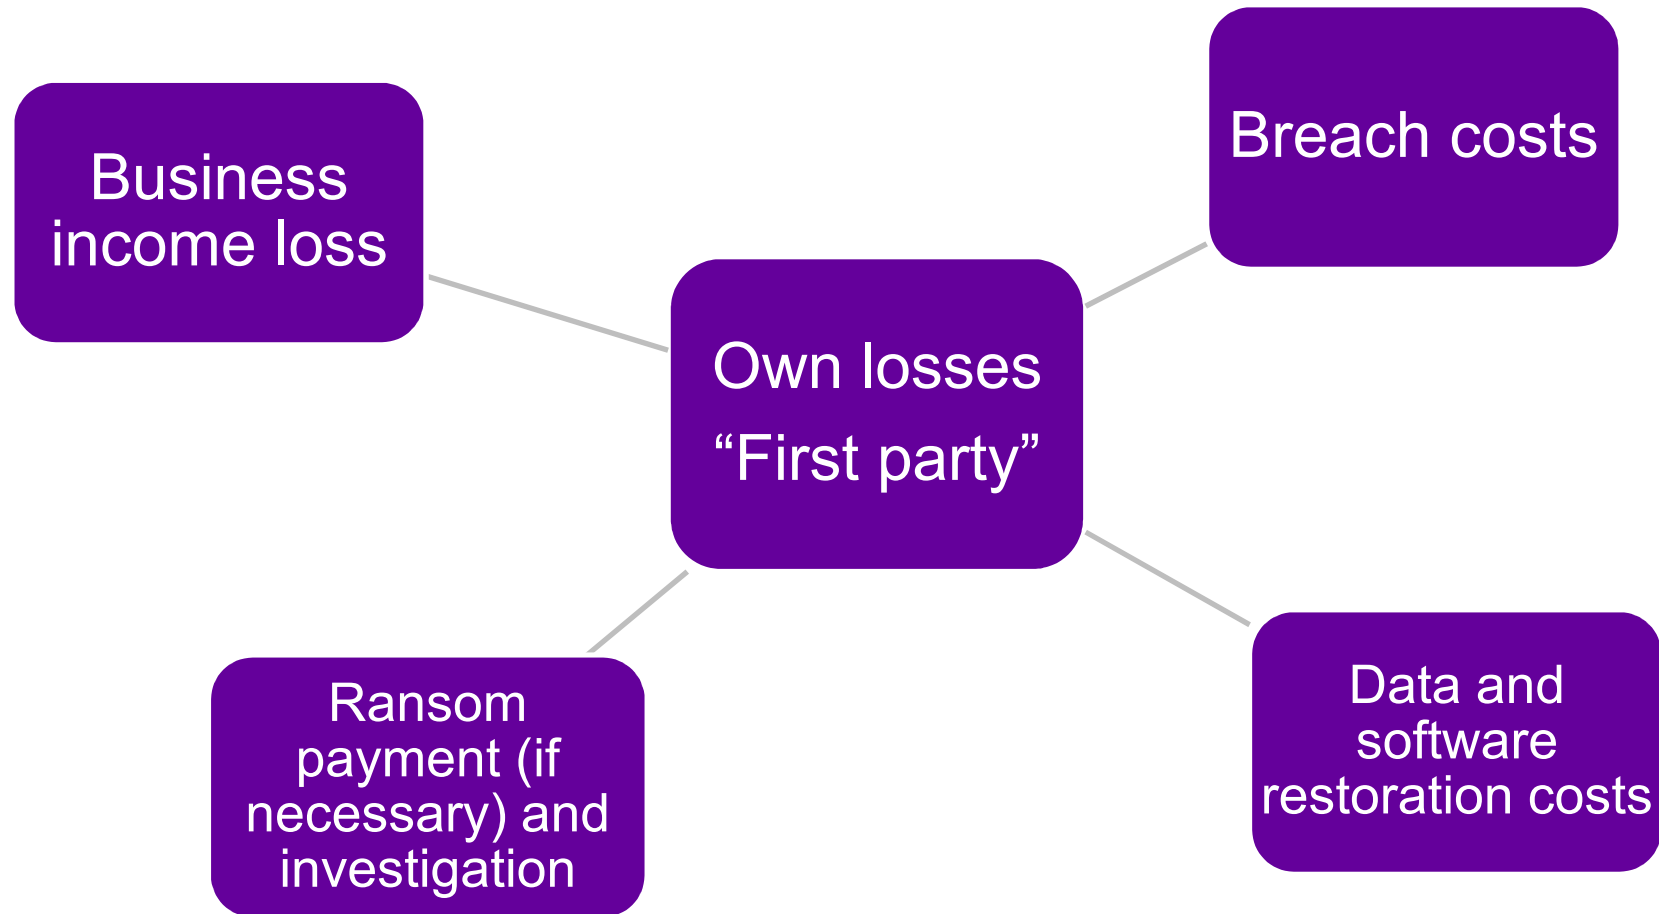 Business
income loss
Breach costs
Own losses
“First party”
Ransom
payment (if
necessary) and
investigation
Data and
software
restoration costs